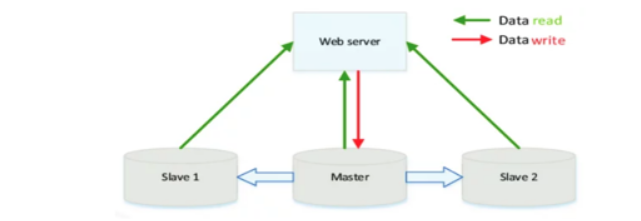 Data read
Web server
Data write
Slave 1
Master
Slave 2